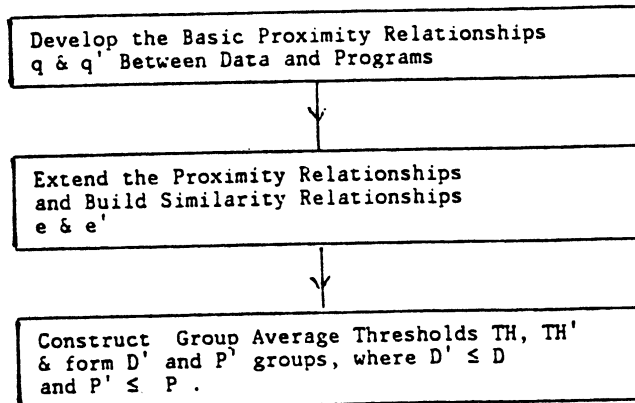 Develop the Basic Proximity Relationships
q & q' Between Data and Programs
Extend the Proximity Relationships
and Build Similarity Relationships
e & e'
Construct Group Average Thresholds TH, TH'
& form D' and P' groups, where D' ≤ D
and P' ≤ P .